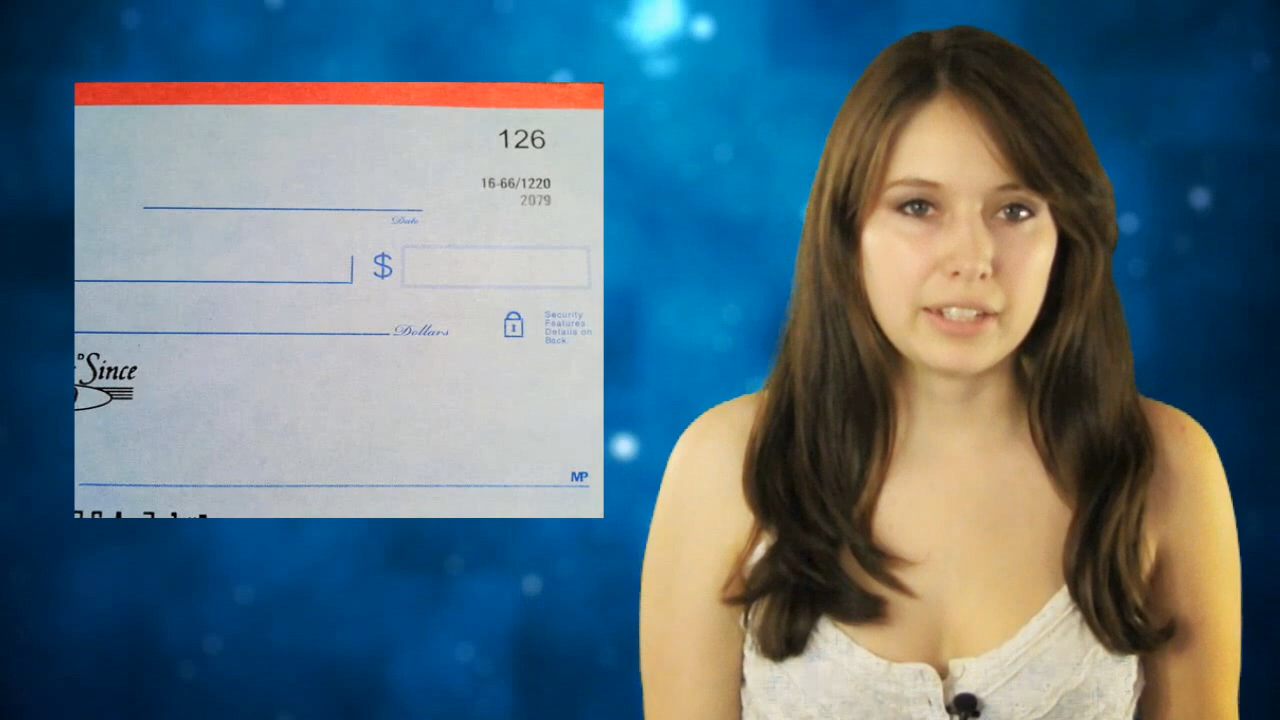 126
16-66/1220
2079
Date
$
Dollars
Security
Features
Details on
Back.
Since
MP